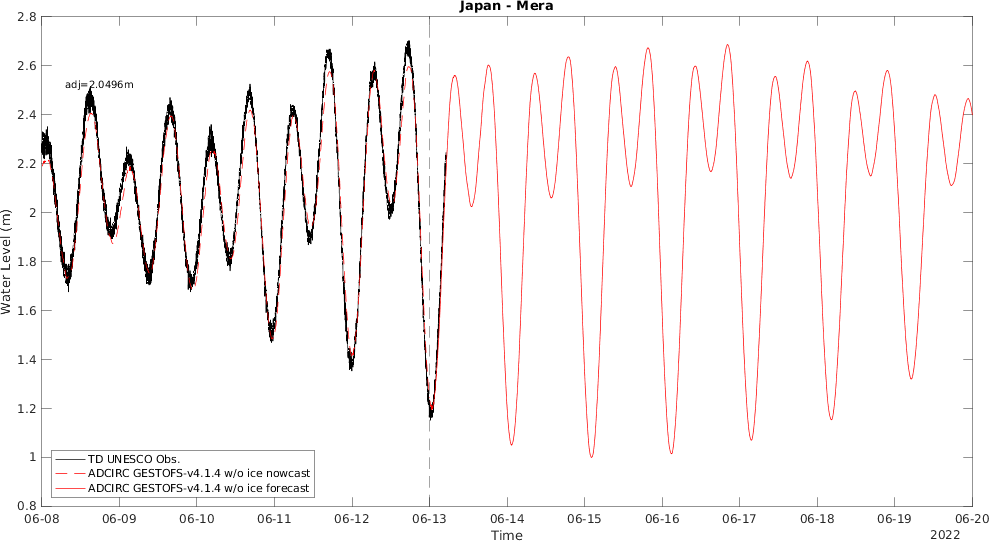 Japan - Mera
2.8
2.6
2.4
2.2
2
1.8
1.6
1.4
1.2
1
0.8
Water Level (m)
adj=2.0496m
TD UNESCO Obs.
ADCIRC GESTOFS-v4.1.4 w/o ice nowcast
ADCIRC GESTOFS-v4.1.4 w/o ice forecast
06-08 06-09 06-10 06-11 06-12 06-13 06-14 06-15 06-16 06-17 06-18 06-19 06-20
Time
2022